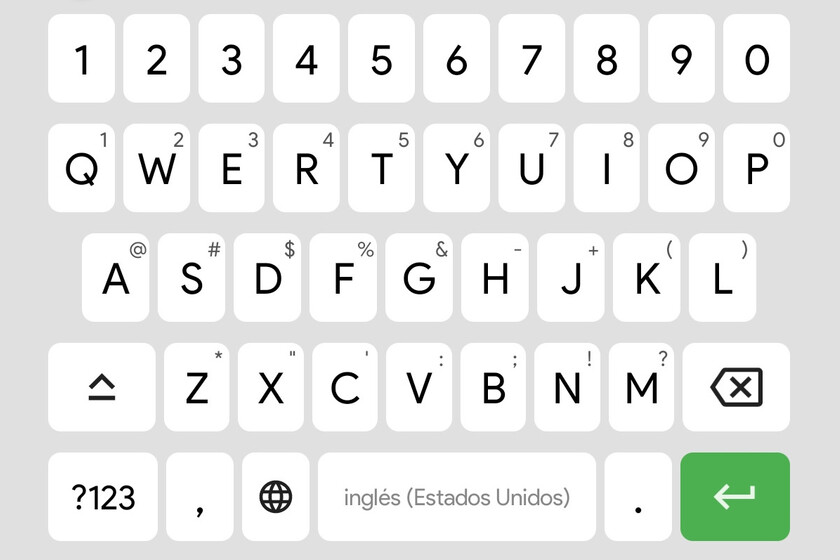 1 2 3 4 5 6 7 8 9 0
Q 1 W 2 E 3 R 4 T 5 Y 6 U 7 I 8 O 9 P 0
A @ S # D $ F % G & H - J + K ( L )
Z * X " C ' V : B ; N ! M ?
?123 , inglés (Estados Unidos) .